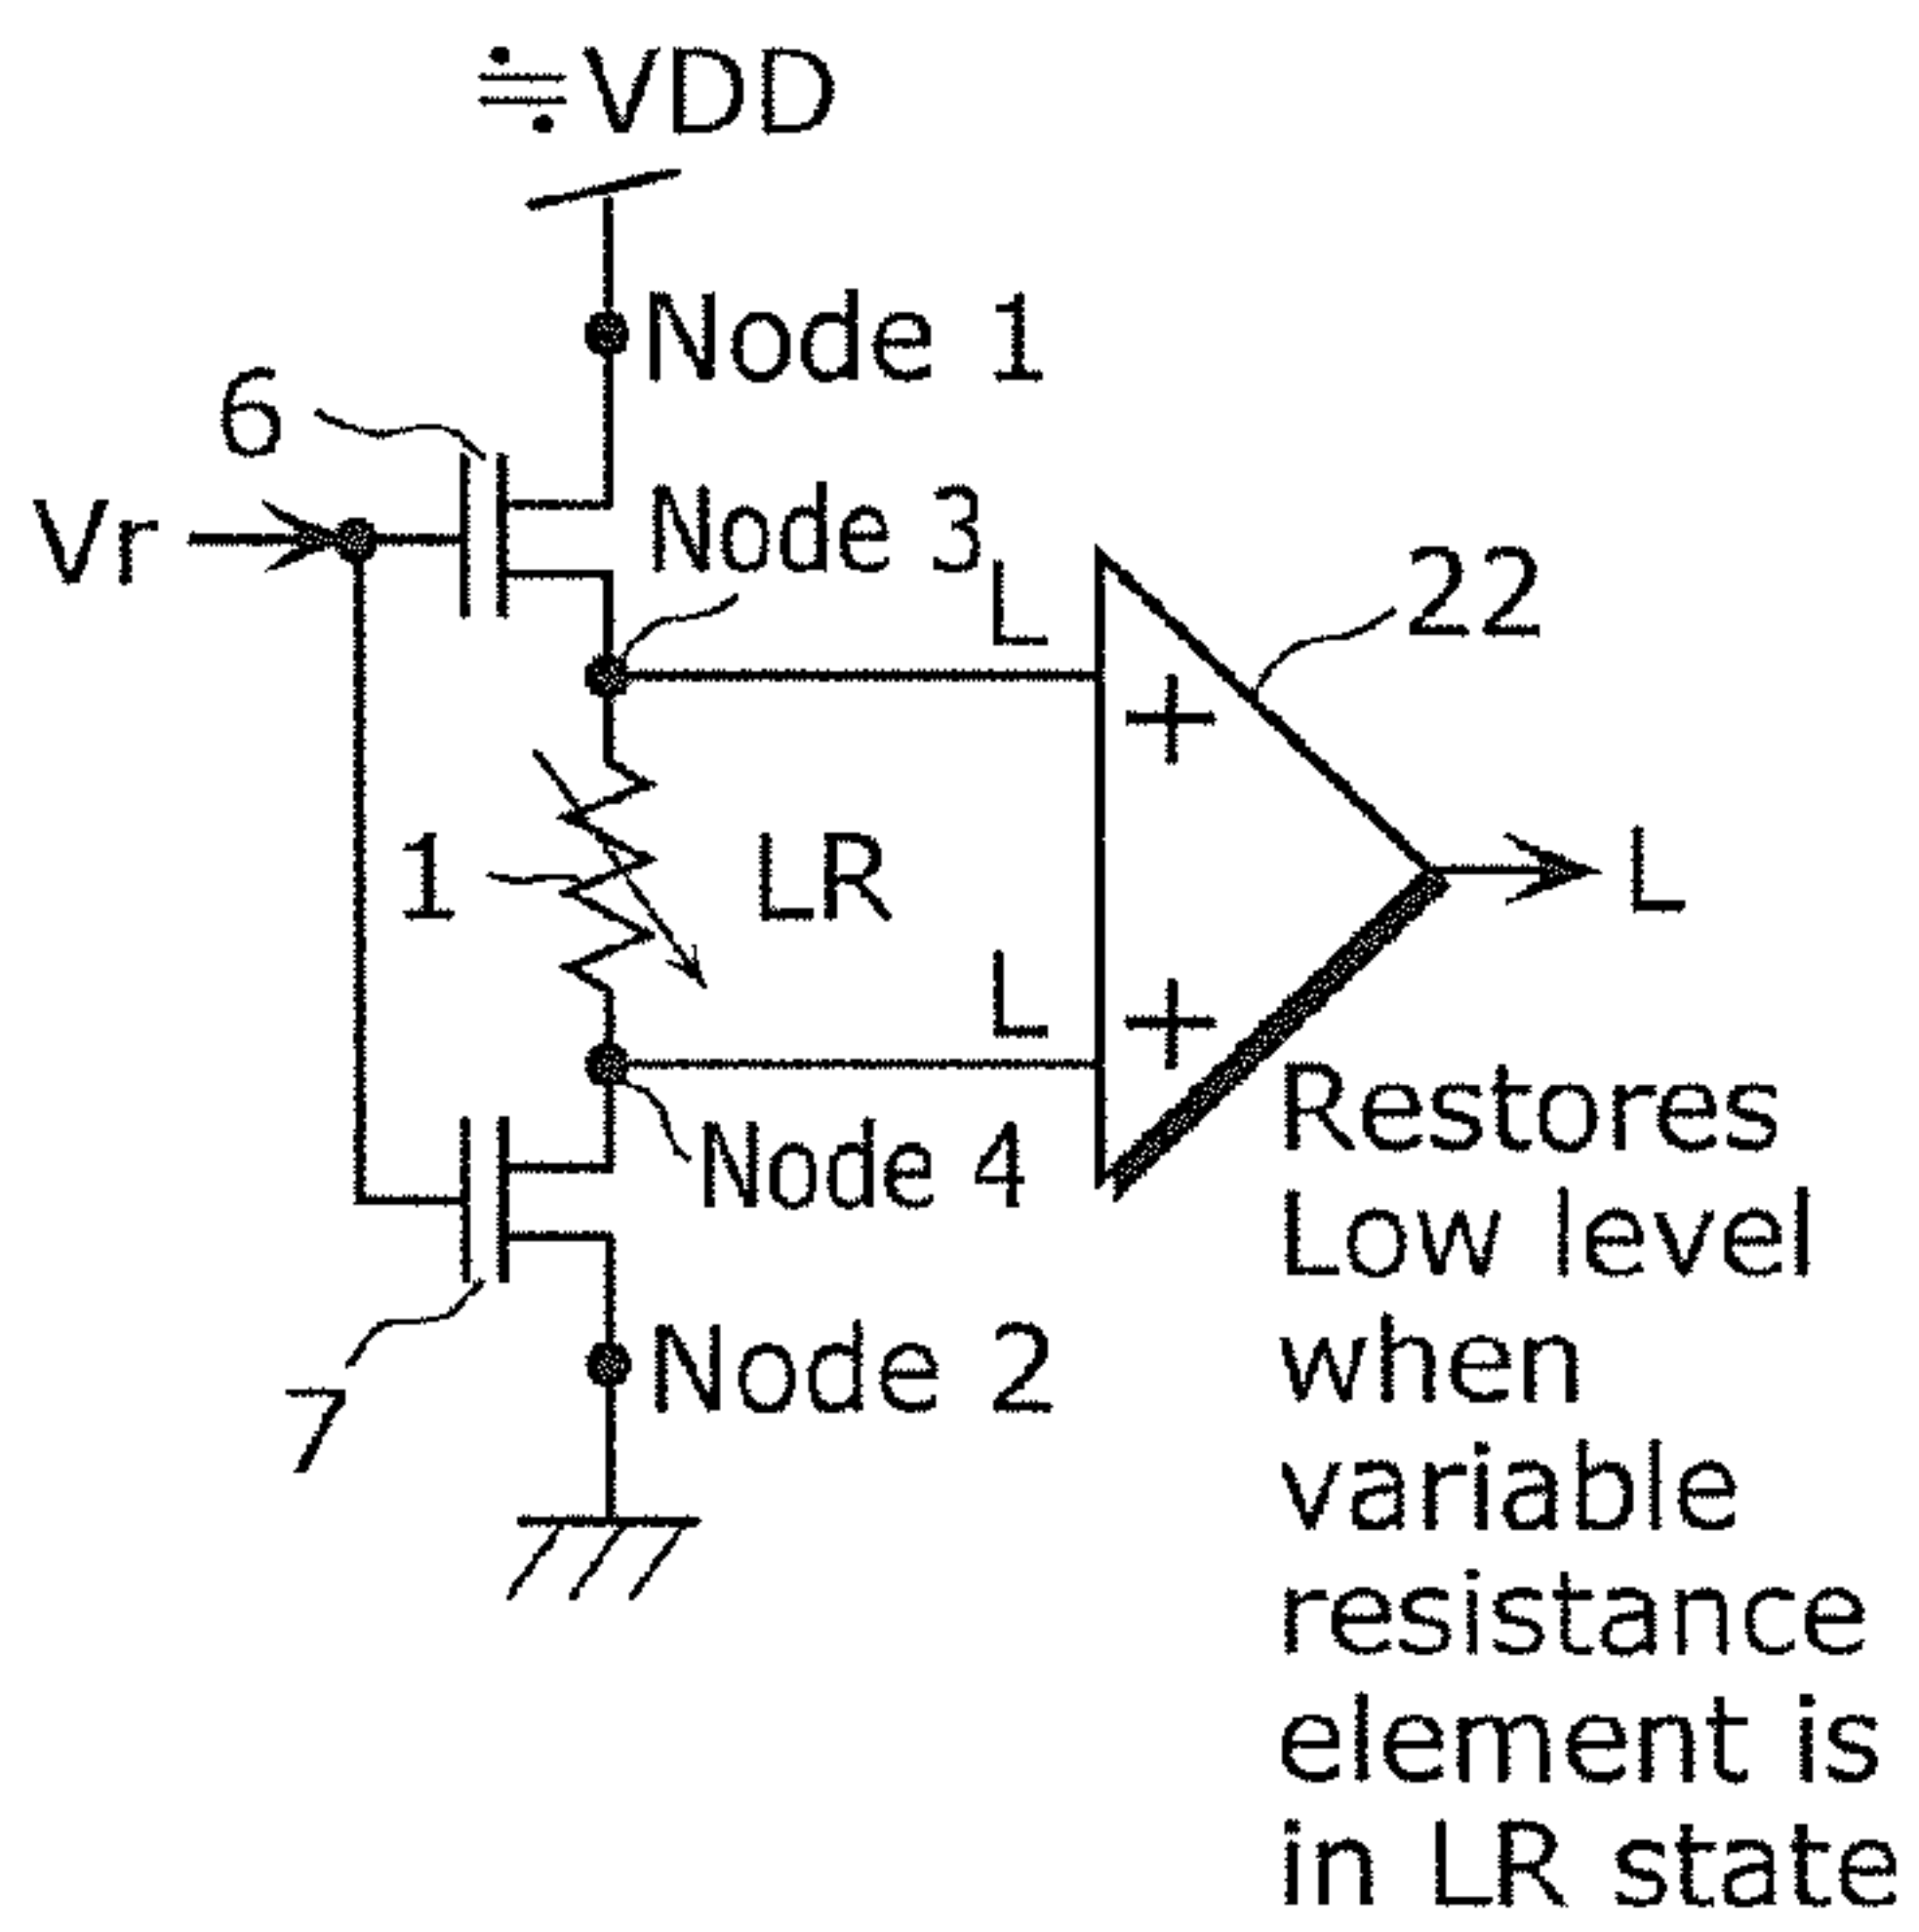 ≒VDD
Node 1
6
Vr
Node 3
L
22
+
1
LR
L
L
+
Node 4
7
Node 2
Restores
Low level
when
variable
resistance
element is
in LR state